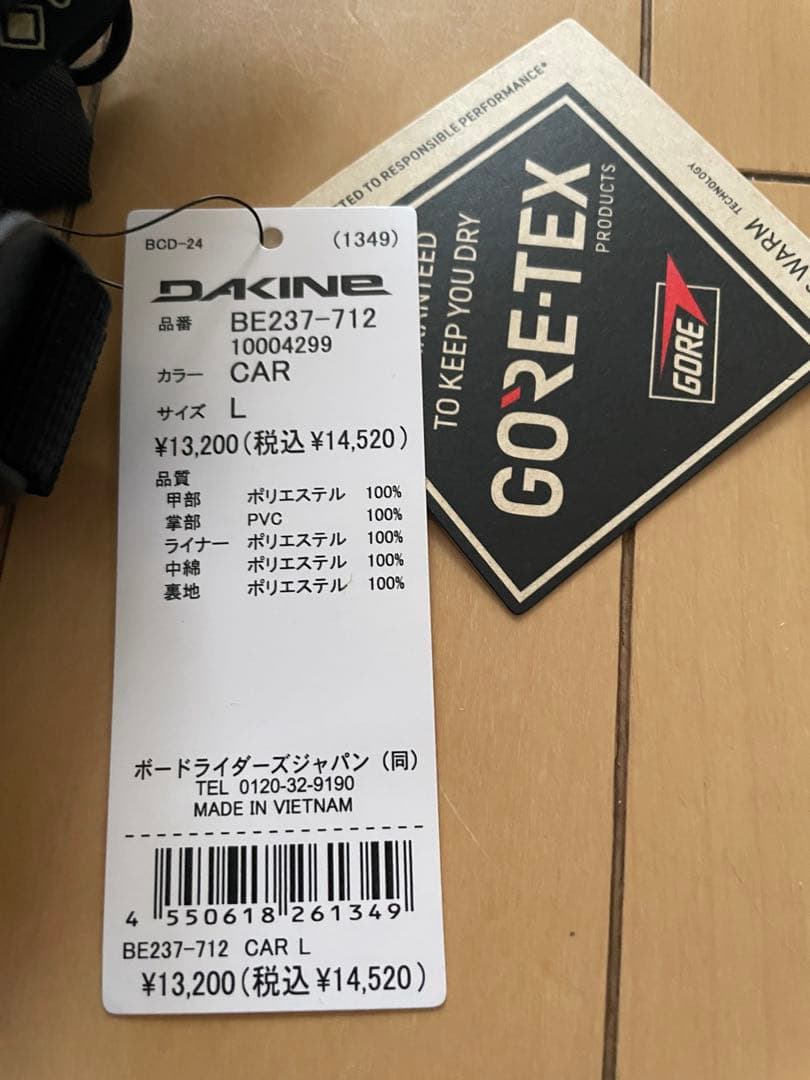 BCD-24 (1349)
DAKINE
品番 BE237-712
10004299
カラー CAR
サイズ L
¥13,200(税込 ¥14,520)
品質
甲部 ポリエステル 100%
掌部 PVC 100%
ライナー ポリエステル 100%
中綿 ポリエステル 100%
裏地 ポリエステル 100%
ボードライダーズジャパン (同)
TEL 0120-32-9190
MADE IN VIETNAM
4 550618 261349
BE237-712 CAR L
¥13,200(税込 ¥14,520)
TO RESPONSIBLE PERFORMANCE*
TO KEEP YOU DRY
GORE-TEX
PRODUCTS
GORE
WARM
TECHNOLOGY